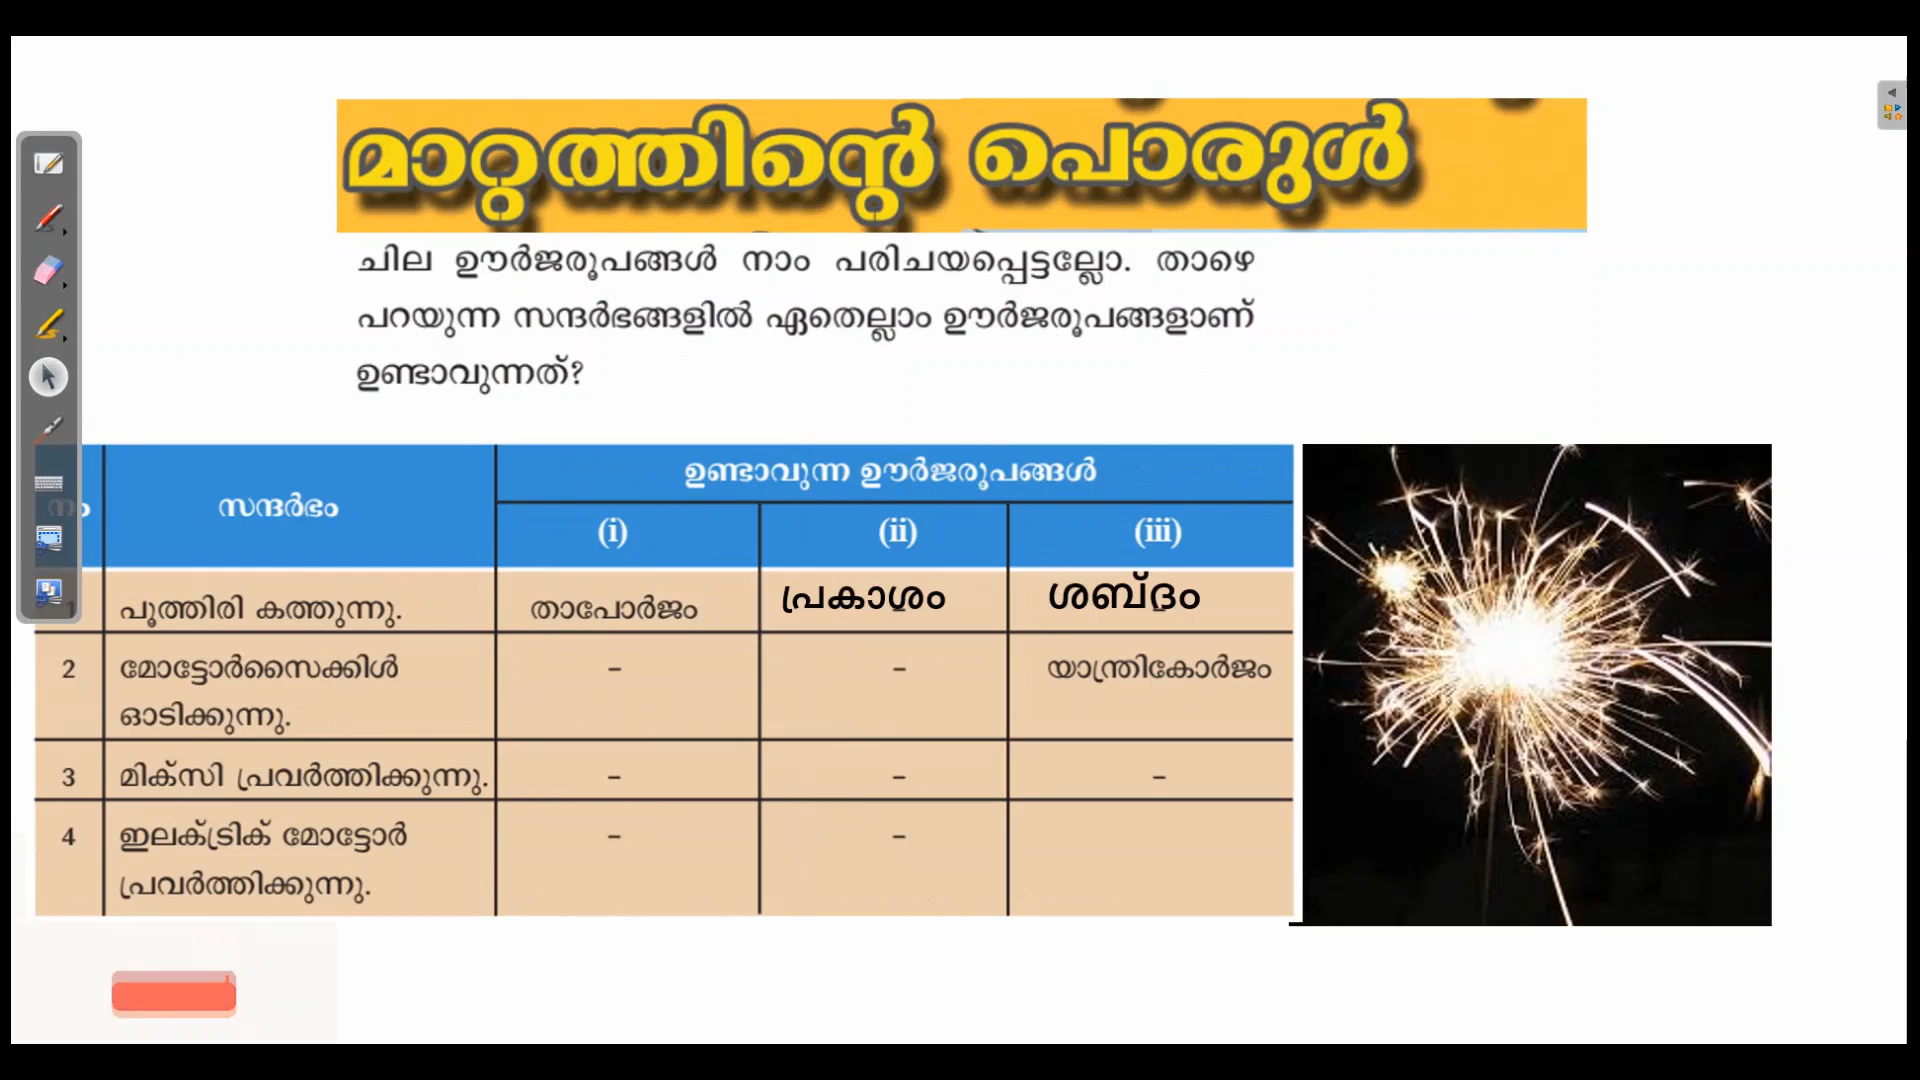 മാറ്റത്തിന്റെ പൊരുൾ
ചില ഊർജരൂപങ്ങൾ നാം പരിചയപ്പെട്ടല്ലോ. താഴെ
പറയുന്ന സന്ദർഭങ്ങളിൽ ഏതെല്ലാം ഊർജരൂപങ്ങളാണ്
ഉണ്ടാവുന്നത്?
നം സന്ദർഭം ഉണ്ടാവുന്ന ഊർജരൂപങ്ങൾ
(i) (ii) (iii)
1 പൂത്തിരി കത്തുന്നു. താപോർജം പ്രകാശം ശബ്ദം
2 മോട്ടോർസൈക്കിൾ – – യാന്ത്രികോർജം
ഓടിക്കുന്നു.
3 മിക്സി പ്രവർത്തിക്കുന്നു. – – –
4 ഇലക്ട്രിക് മോട്ടോർ – –
പ്രവർത്തിക്കുന്നു.